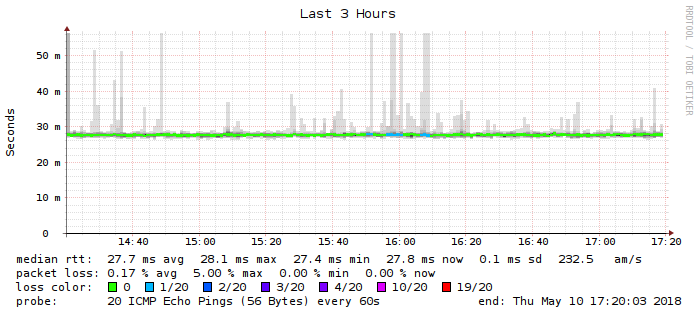 Last 3 Hours
RRDTOOL / TOBI OETIKER
Seconds
50 m
40 m
30 m
20 m
10 m
0
14:40 15:00 15:20 15:40 16:00 16:20 16:40 17:00 17:20
median rtt: 27.7 ms avg 28.1 ms max 27.4 ms min 27.8 ms now 0.1 ms sd 232.5 am/s
packet loss: 0.17 % avg 5.00 % max 0.00 % min 0.00 % now
loss color: 0 1/20 2/20 3/20 4/20 10/20 19/20
probe: 20 ICMP Echo Pings (56 Bytes) every 60s end: Thu May 10 17:20:03 2018